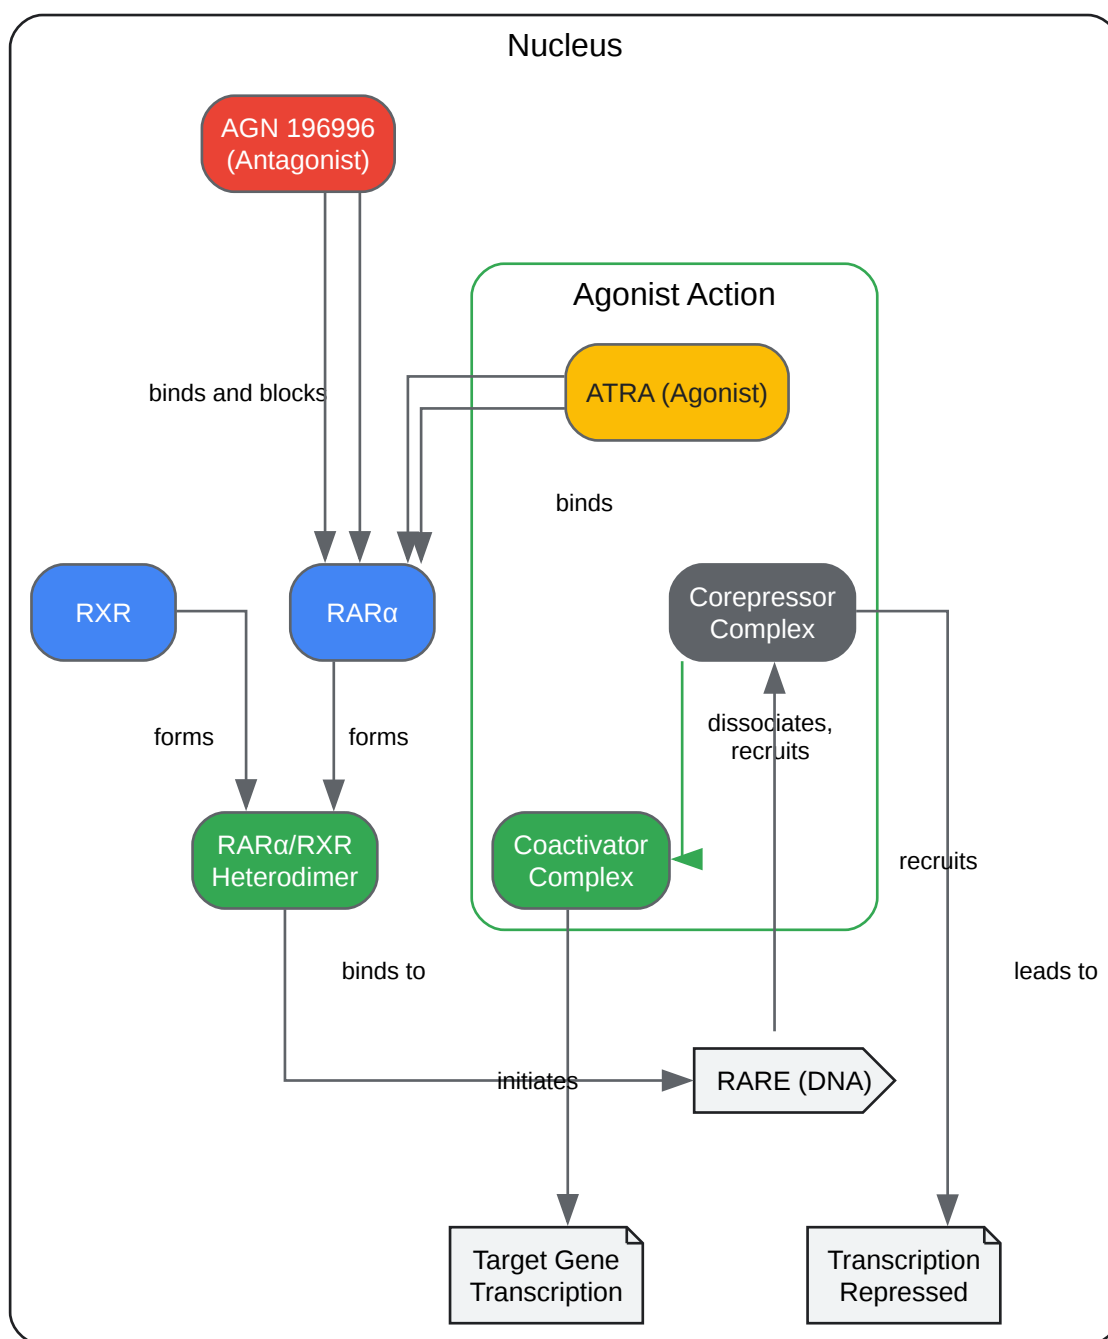 Nucleus
AGN 196996
(Antagonist)
Agonist Action
ATRA (Agonist)
binds and blocks
binds
RXR
RARα
Corepressor
Complex
forms
forms
dissociates,
recruits
RARα/RXR
Heterodimer
Coactivator
Complex
recruits
binds to
leads to
initiates
RARE (DNA)
Target Gene
Transcription
Transcription
Repressed